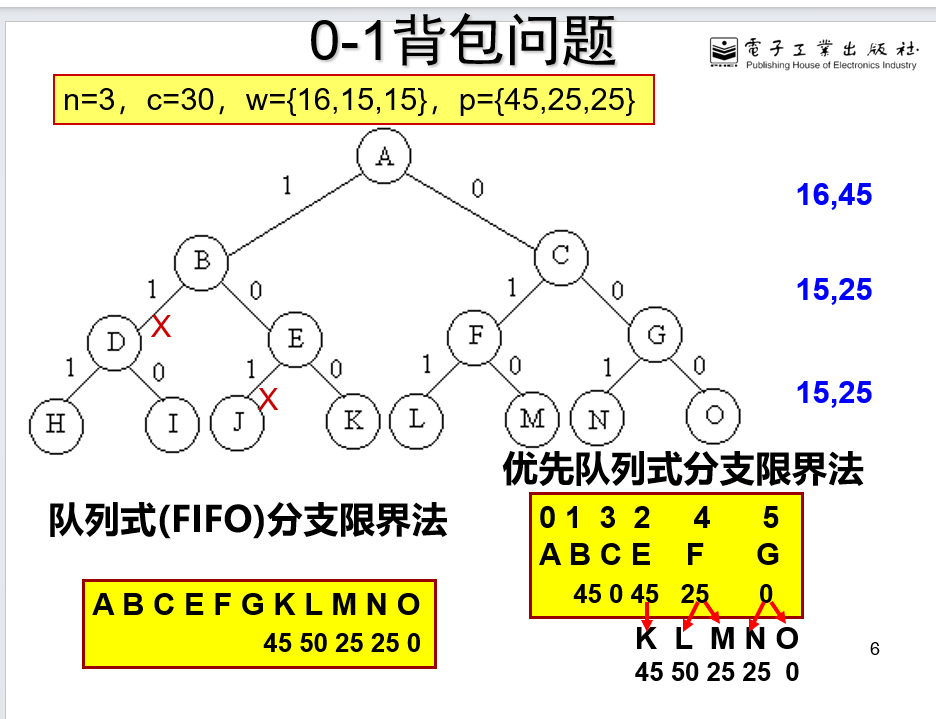 0-1背包问题
電子工業出版社
Publishing House of Electronics Industry
n=3，c=30，w={16,15,15}，p={45,25,25}
A
1 0
16,45
B C
1 0 1 0
15,25
X
D E F G
1 0 1 0 1 0 1 0
X
15,25
H I J K L M N O
优先队列式分支限界法
队列式(FIFO)分支限界法
0 1 3 2 4 5
A B C E F G
45 0 45 25 0
K L M N O
45 50 25 25 0
A B C E F G K L M N O
45 50 25 25 0
6